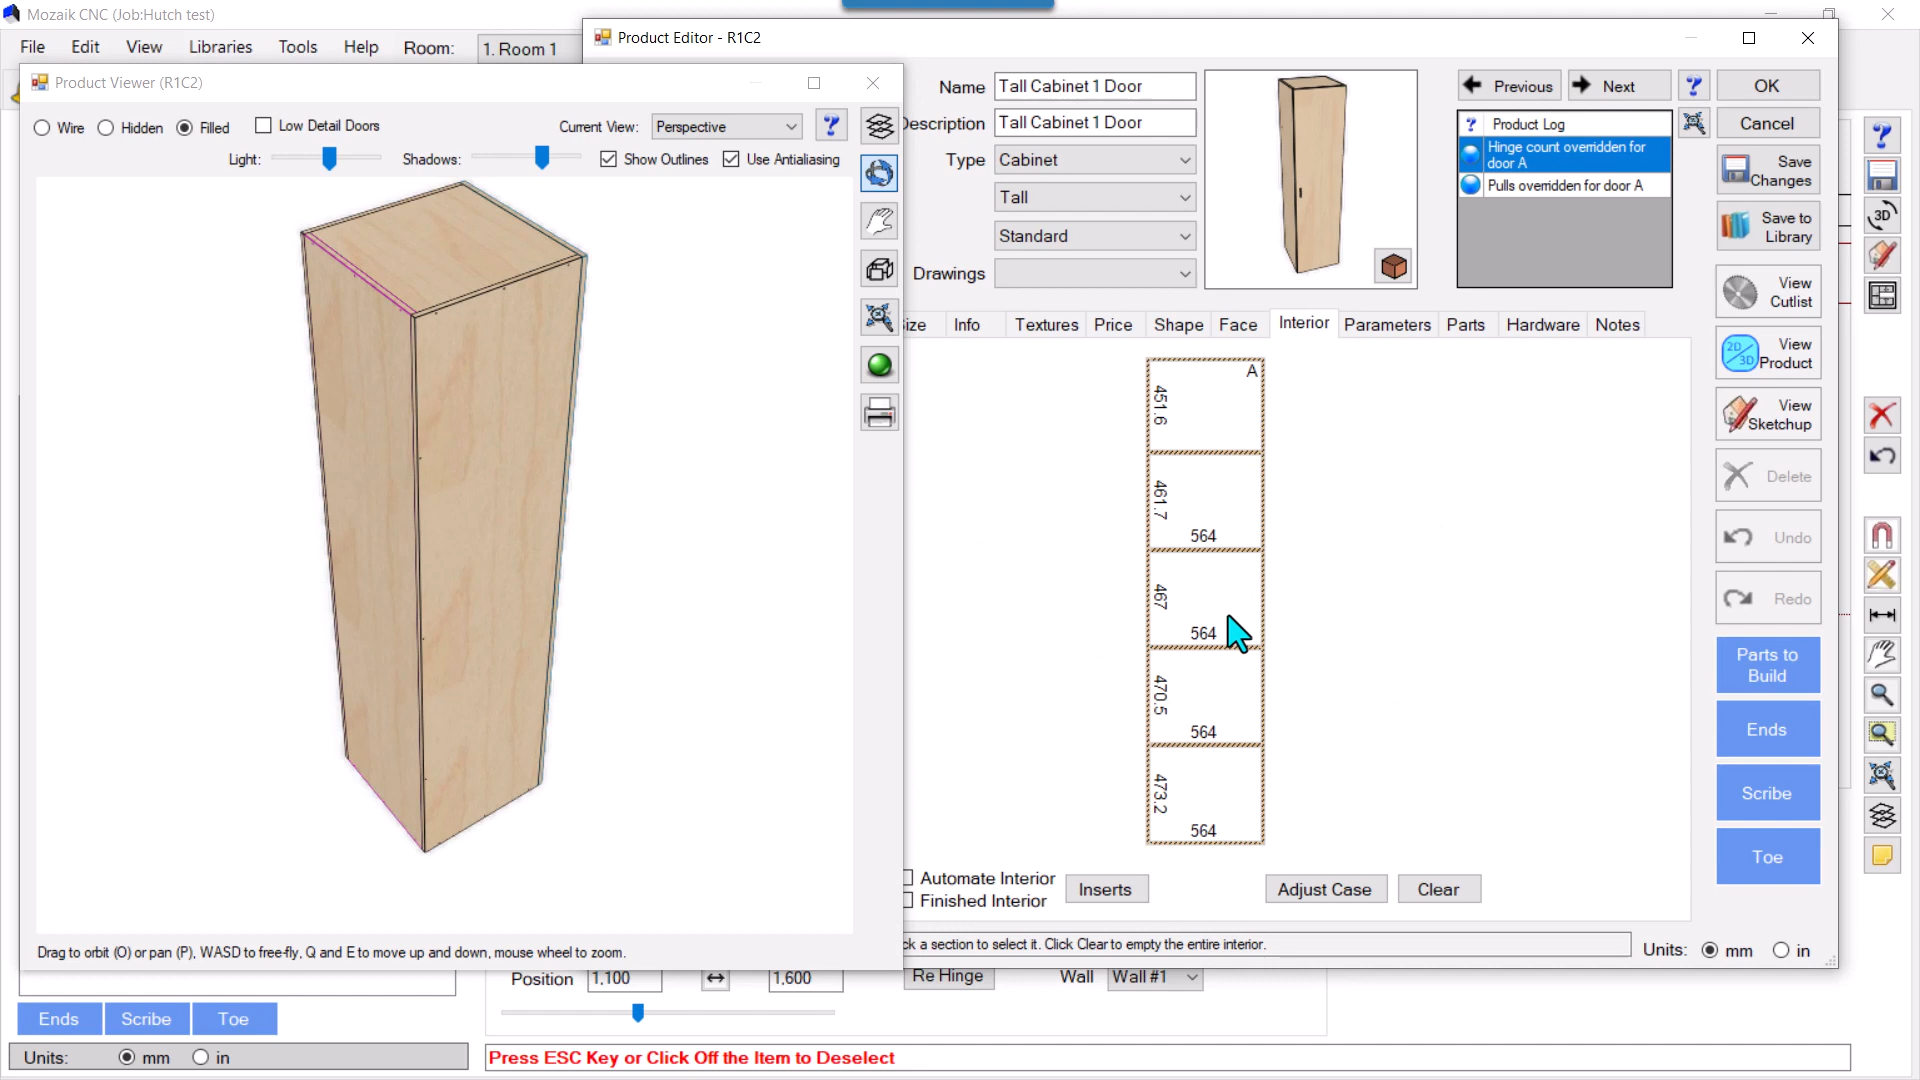 Mozaik CNC (Job:Hutch test)
File Edit View Libraries Tools Help Room: 1. Room 1
Product Editor - R1C2
Product Viewer (R1C2)
Wire Hidden Filled Low Detail Doors Current View: Perspective
Light: Shadows: Show Outlines Use Antialiasing
Drag to orbit (O) or pan (P), WASD to free-fly, Q and E to move up and down, mouse wheel to zoom.
Name Tall Cabinet 1 Door
Description Tall Cabinet 1 Door
Type Cabinet
Tall
Standard
Drawings
Previous Next
? Product Log
Hinge count overridden for
door A
Pulls overridden for door A
OK
Cancel
Save
Changes
Save to
Library
View
Cutlist
2D/3D View
Product
View
Sketchup
Delete
Undo
Redo
Parts to
Build
Ends
Scribe
Toe
ize Info Textures Price Shape Face Interior Parameters Parts Hardware Notes
A
451.6
461.7
564
467
564
470.5
564
473.2
564
Automate Interior
Finished Interior
Inserts Adjust Case Clear
ck a section to select it. Click Clear to empty the entire interior.
Units: mm in
3D
Position 1,100 1,600 Re Hinge Wall Wall #1
Ends Scribe Toe
Units: mm in
Press ESC Key or Click Off the Item to Deselect